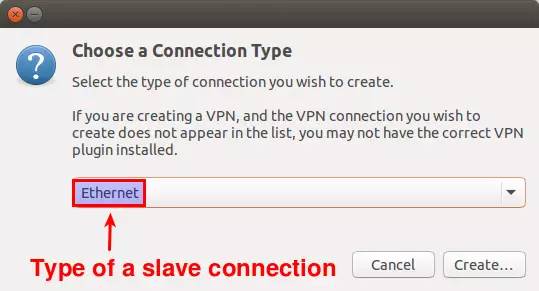 Choose a Connection Type
Select the type of connection you wish to create.
If you are creating a VPN, and the VPN connection you wish to
create does not appear in the list, you may not have the correct VPN
plugin installed.
Ethernet
Type of a slave connection
Cancel
Create...